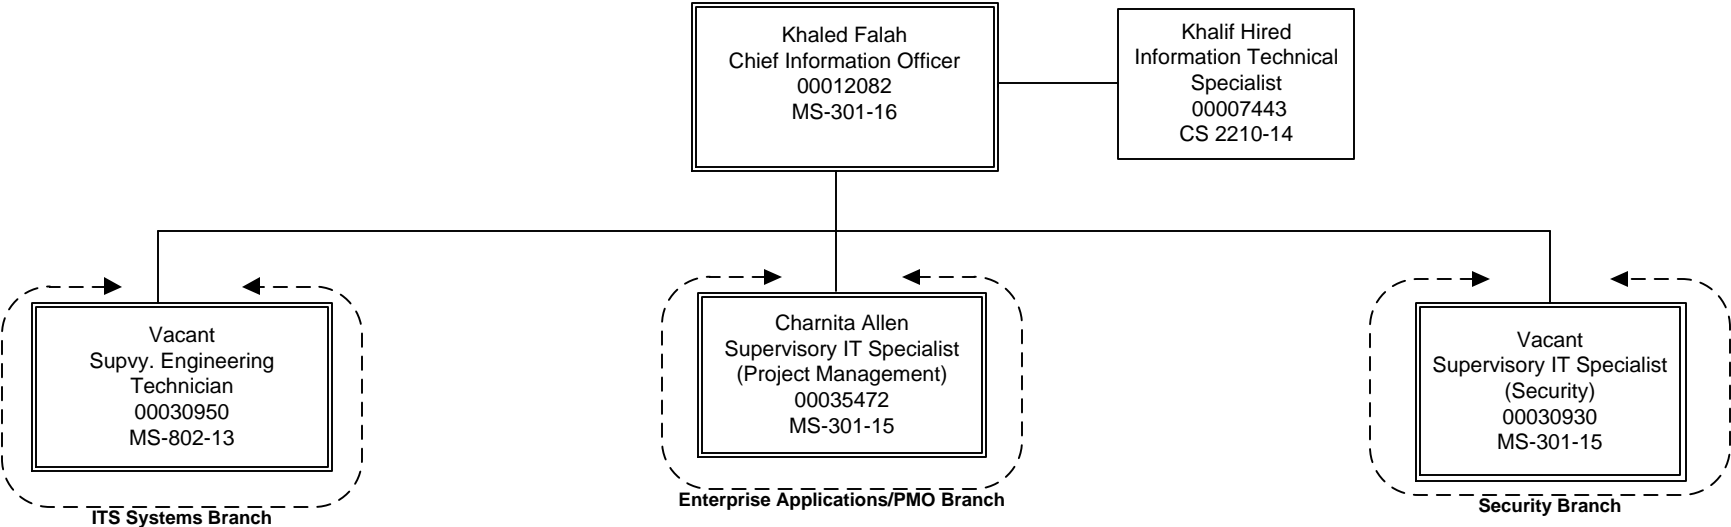 Khaled Falah
Chief Information Officer
00012082
MS-301-16
Khalif Hired
Information Technical
Specialist
00007443
CS 2210-14
Vacant
Supvy. Engineering
Technician
00030950
MS-802-13
ITS Systems Branch
Charnita Allen
Supervisory IT Specialist
(Project Management)
00035472
MS-301-15
Enterprise Applications/PMO Branch
Vacant
Supervisory IT Specialist
(Security)
00030930
MS-301-15
Security Branch